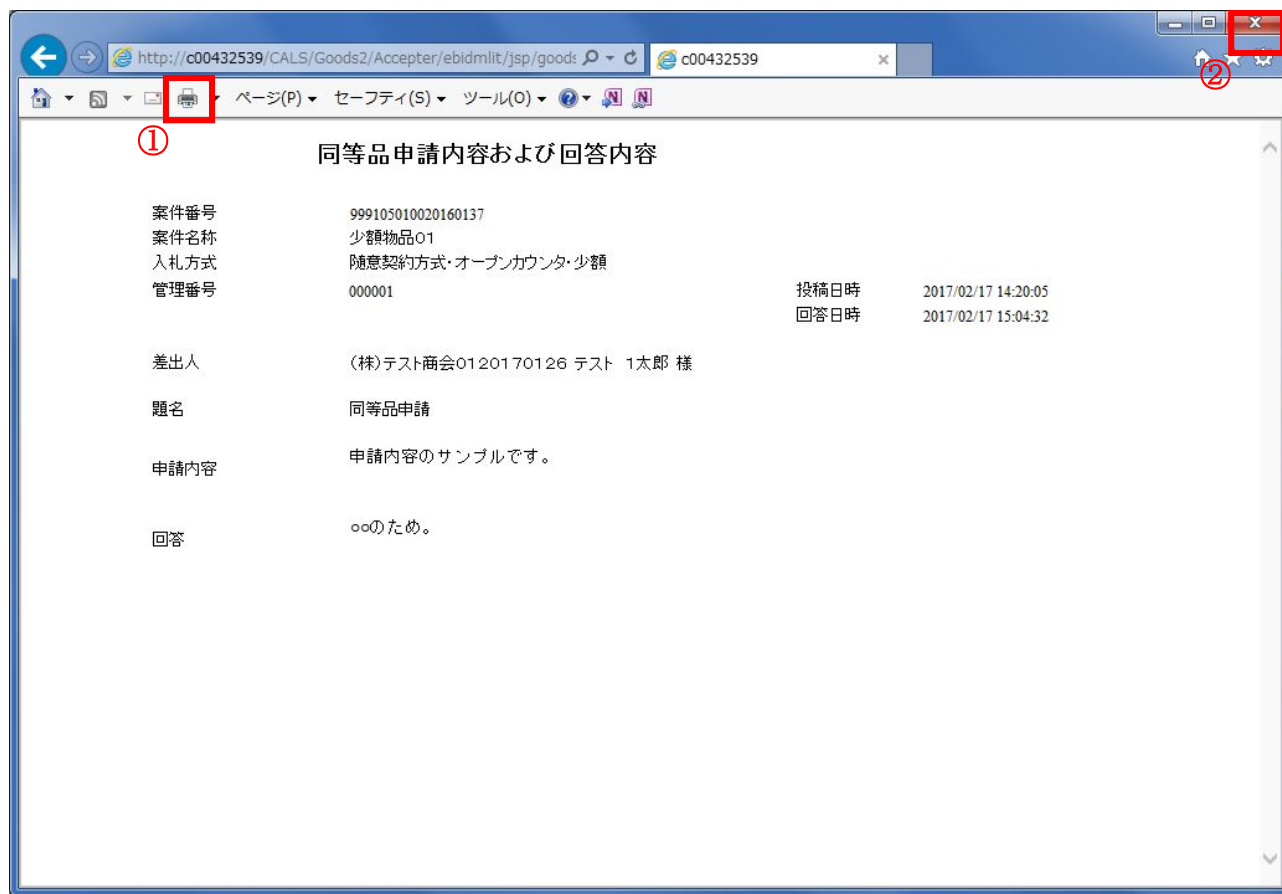 http://c00432539/CALS/Goods2/Accepter/ebidmlit/jsp/goods
c00432539
②
ページ(P) セーフティ(S) ツール(O)
①
同等品申請内容および回答内容
案件番号 999105010020160137
案件名称 少額物品01
入札方式 随意契約方式・オープンカウンタ・少額
管理番号 000001 投稿日時 2017/02/17 14:20:05
回答日時 2017/02/17 15:04:32
差出人 (株)テスト商会0120170126 テスト 1太郎 様
題名 同等品申請
申請内容 申請内容のサンプルです。
回答 ○○のため。